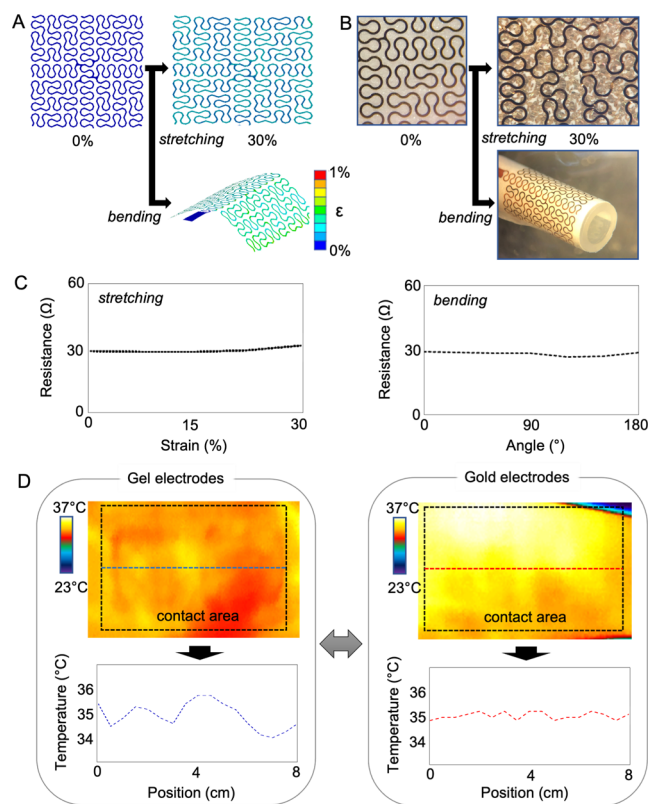 A
0%
stretching
30%
bending
1%
ε
0%
B
0%
stretching
30%
bending
C
60
30
0
Resistance (Ω)
stretching
0
15
30
Strain (%)
60
30
0
Resistance (Ω)
bending
0
90
180
Angle (°)
D
Gel electrodes
37°C
23°C
contact area
36
35
34
Temperature (°C)
0
4
8
Position (cm)
Gold electrodes
37°C
23°C
contact area
36
35
34
Temperature (°C)
0
4
8
Position (cm)